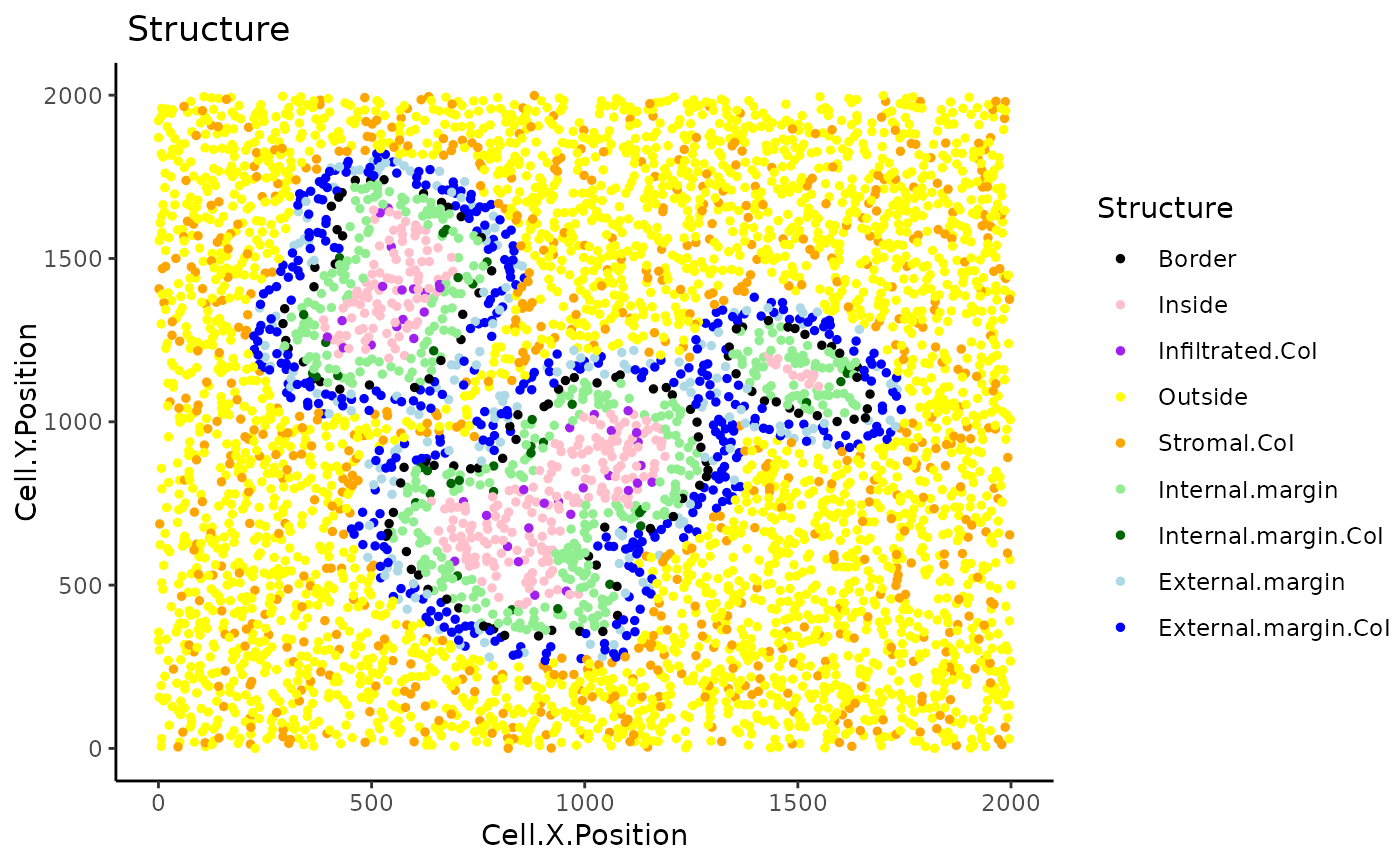 Structure
2000
1500
1000
500
0
Cell.Y.Position
0 500 1000 1500 2000
Cell.X.Position
Structure
Border
Inside
Infiltrated.CoI
Outside
Stromal.CoI
Internal.margin
Internal.margin.CoI
External.margin
External.margin.CoI